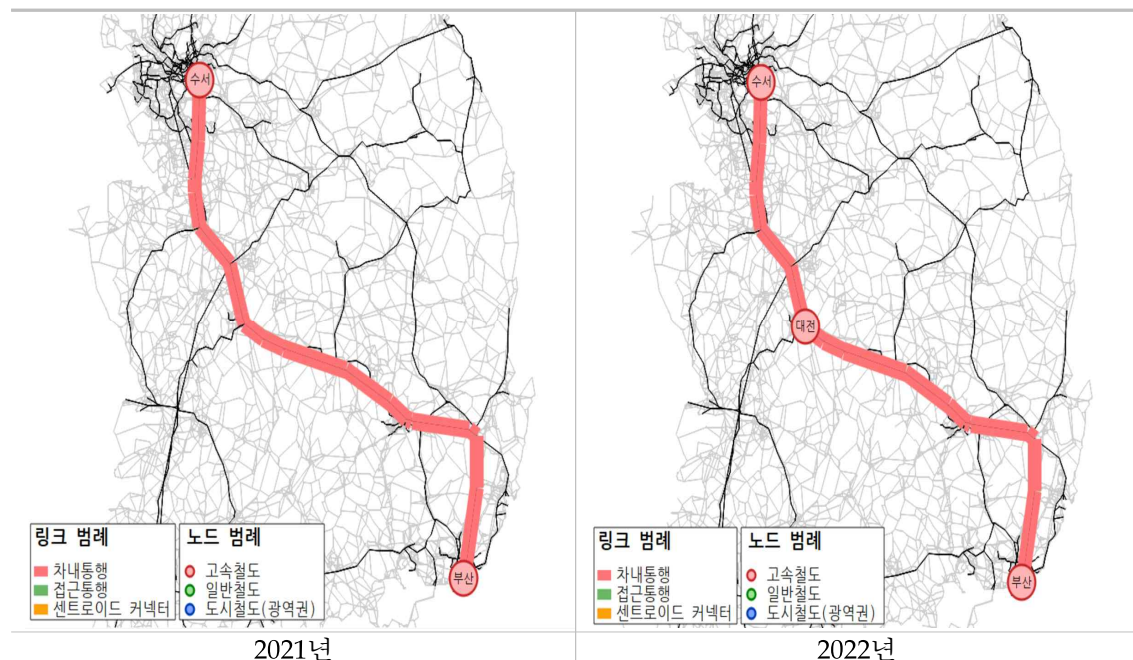 수서
부산
링크 범례
차내통행
접근통행
센트로이드 커넥터
노드 범례
고속철도
일반철도
도시철도(광역권)
2021년
수서
대전
부산
링크 범례
차내통행
접근통행
센트로이드 커넥터
노드 범례
고속철도
일반철도
도시철도(광역권)
2022년